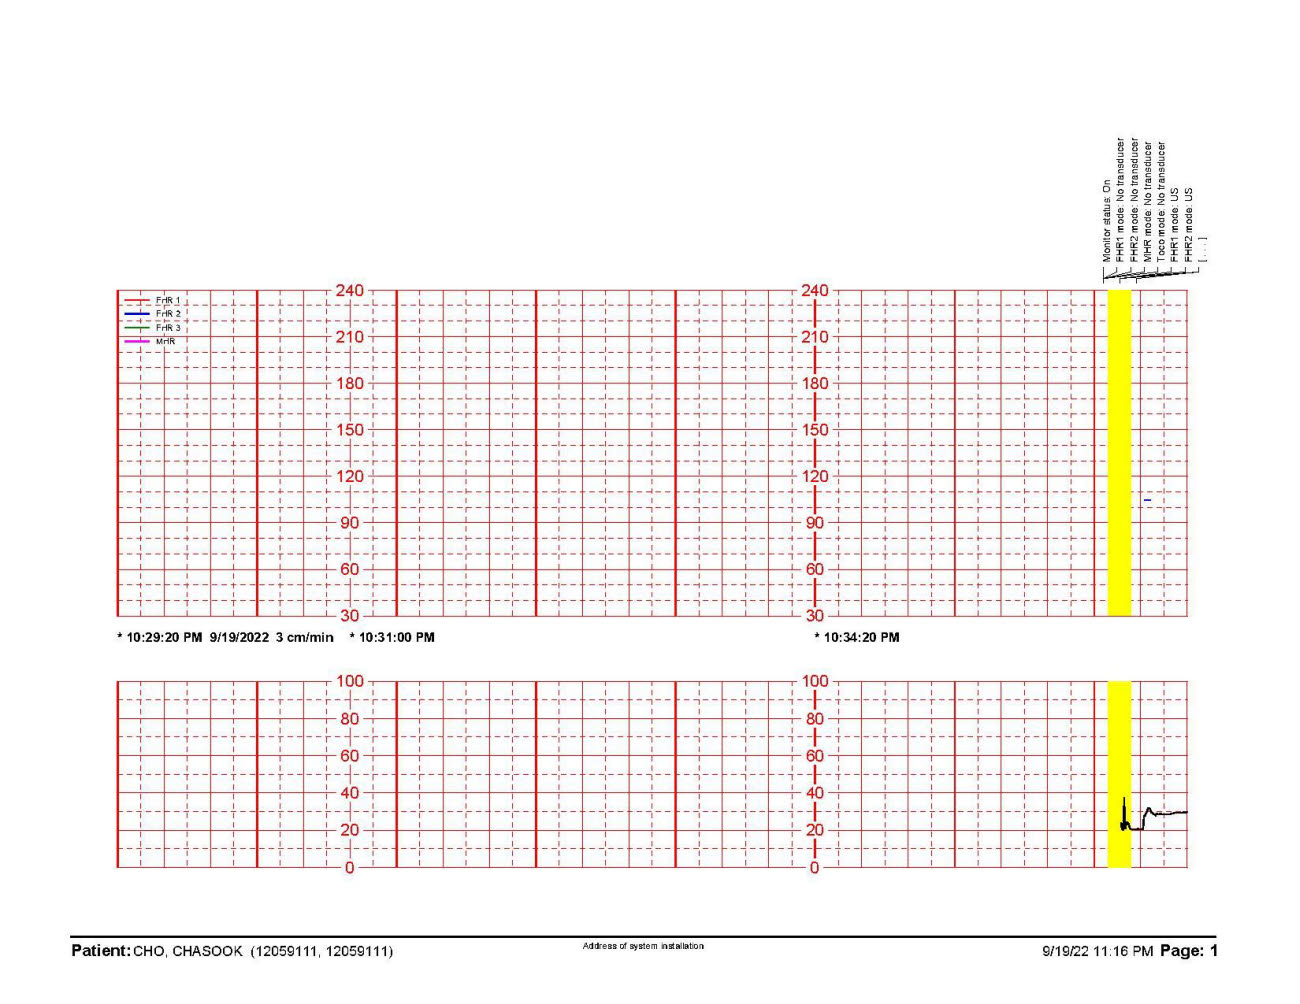 Monitor status: On
FHR1 mode: No transducer
FHR2 mode: No transducer
MHR mode: No transducer
Toco mode: No transducer
FHR1 mode: US
FHR2 mode: US
[ . . . ]
FHR 1
FHR 2
FHR 3
MHR
240 240
210 210
180 180
150 150
120 120
90 90
60 60
30 30
* 10:29:20 PM 9/19/2022 3 cm/min * 10:31:00 PM * 10:34:20 PM
100 100
80 80
60 60
40 40
20 20
0 0
Patient: CHO, CHASOOK (12059111, 12059111) Address of system installation 9/19/22 11:16 PM Page: 1